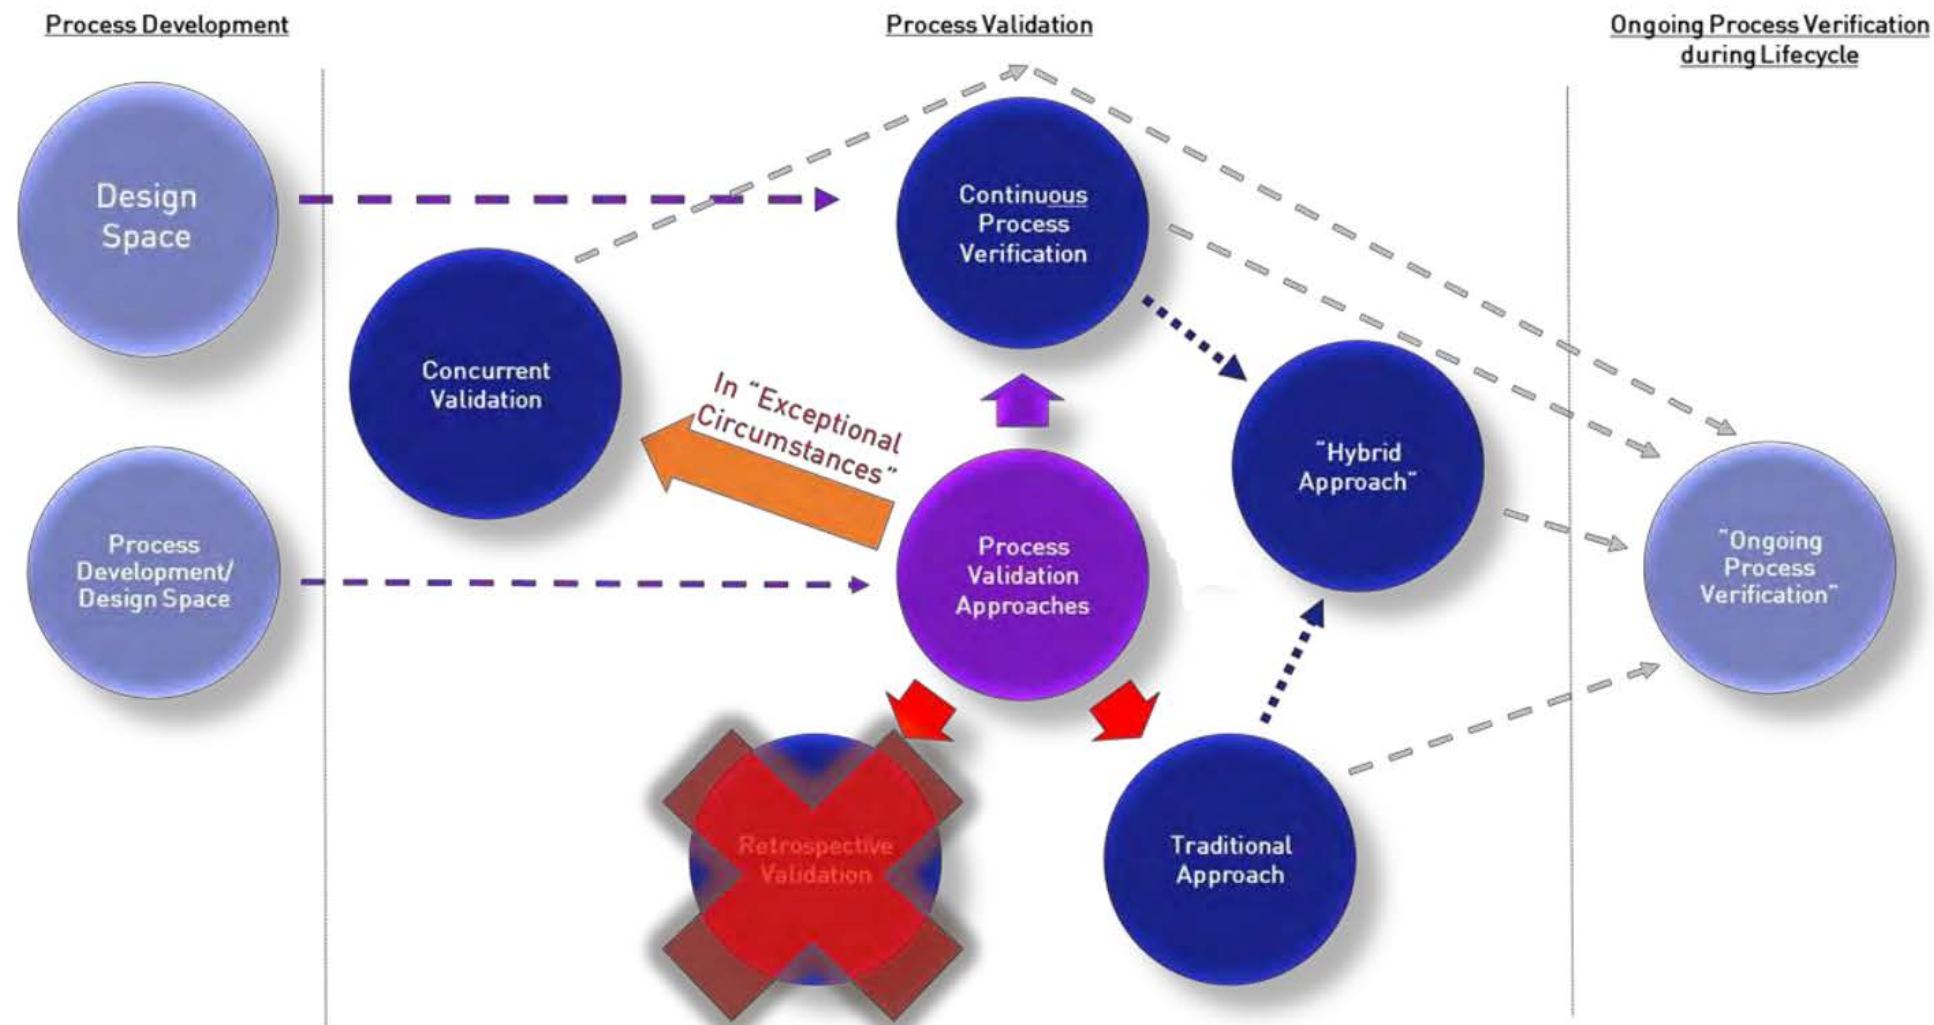 Process Development
Process Validation
Ongoing Process Verification
during Lifecycle
Design
Space
Continuous
Process
Verification
Concurrent
Validation
In “Exceptional
Circumstances”
“Hybrid
Approach”
Process
Development/
Design Space
Process
Validation
Approaches
“Ongoing
Process
Verification”
Retrospective
Validation
Traditional
Approach